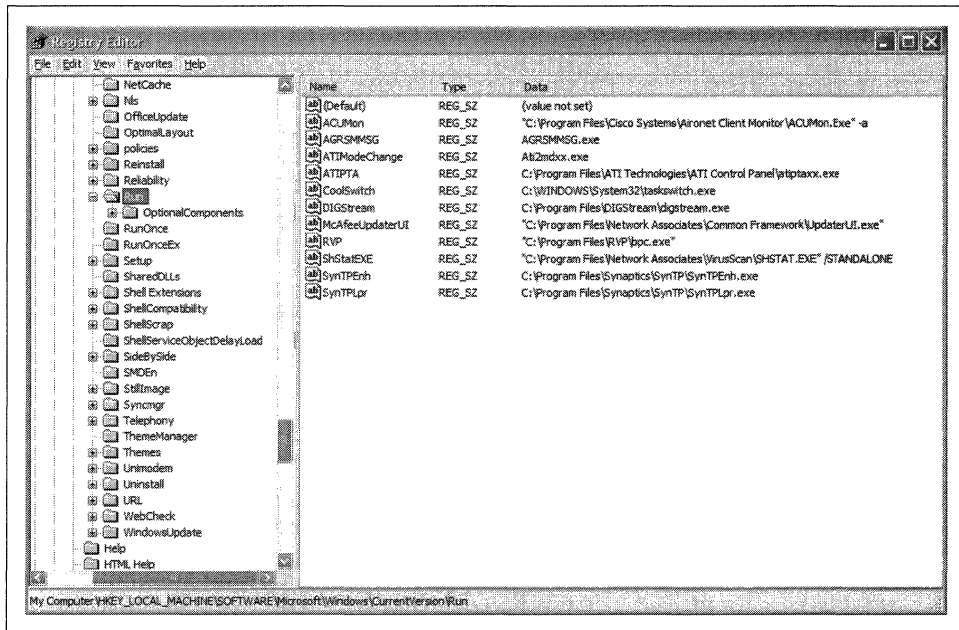 Registry Editor
File Edit View Favorites Help
NetCache
Nls
OfficeUpdate
OptimalLayout
policies
Reinstall
Reliability
Run
OptionalComponents
RunOnce
RunOnceEx
Setup
SharedDLLs
Shell Extensions
ShellCompatibility
ShellScrap
ShellServiceObjectDelayLoad
SideBySide
SMDEn
StillImage
Syncmgr
Telephony
ThemeManager
Themes
Unimodem
Uninstall
URL
WebCheck
WindowsUpdate
Help
HTML Help
Name Type Data
(Default) REG_SZ (value not set)
ACUMon REG_SZ "C:\Program Files\Cisco Systems\Aironet Client Monitor\ACUMon.Exe" -a
AGRSMMSG REG_SZ AGRSMMSG.exe
ATIModeChange REG_SZ Ati2mdxx.exe
ATIPTA REG_SZ C:\Program Files\ATI Technologies\ATI Control Panel\atiptaxx.exe
CoolSwitch REG_SZ C:\WINDOWS\System32\taskswitch.exe
DIGStream REG_SZ C:\Program Files\DIGStream\digstream.exe
McAfeeUpdaterUI REG_SZ "C:\Program Files\Network Associates\Common Framework\UpdaterUI.exe"
RVP REG_SZ "C:\Program Files\RVP\bpc.exe"
ShStatEXE REG_SZ "C:\Program Files\Network Associates\VirusScan\SHSTAT.EXE" /STANDALONE
SynTPEnh REG_SZ C:\Program Files\Synaptics\SynTP\SynTPEnh.exe
SynTPLpr REG_SZ C:\Program Files\Synaptics\SynTP\SynTPLpr.exe
My Computer\HKEY_LOCAL_MACHINE\SOFTWARE\Microsoft\Windows\CurrentVersion\Run